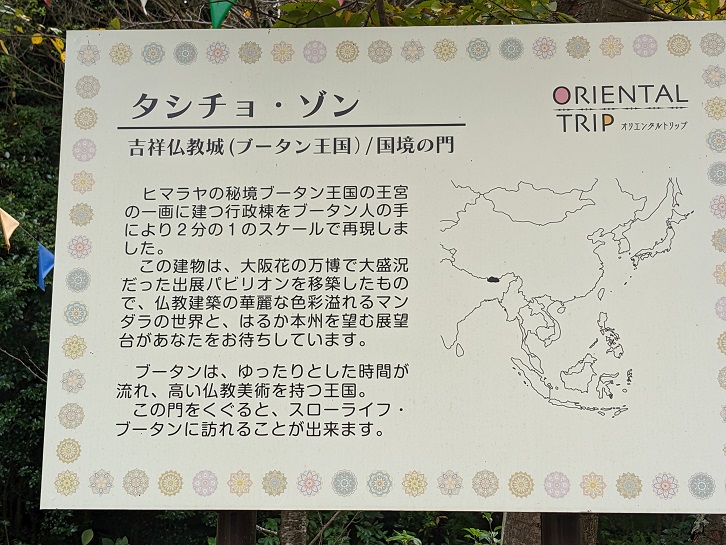 タシチョ・ゾン
吉祥仏教城(ブータン王国)/国境の門
ORIENTAL
TRIP オリエンタルトリップ
ヒマラヤの秘境ブータン王国の王宮
の一画に建つ行政棟をブータン人の手
により２分の１のスケールで再現しま
した。
この建物は、大阪花の万博で大盛況
だった出展パビリオンを移築したもの
で、仏教建築の華麗な色彩溢れるマン
ダラの世界と、はるか本州を望む展望
台があなたをお待ちしています。
ブータンは、ゆったりとした時間が
流れ、高い仏教美術を持つ王国。
この門をくぐると、スローライフ・
ブータンに訪れることが出来ます。